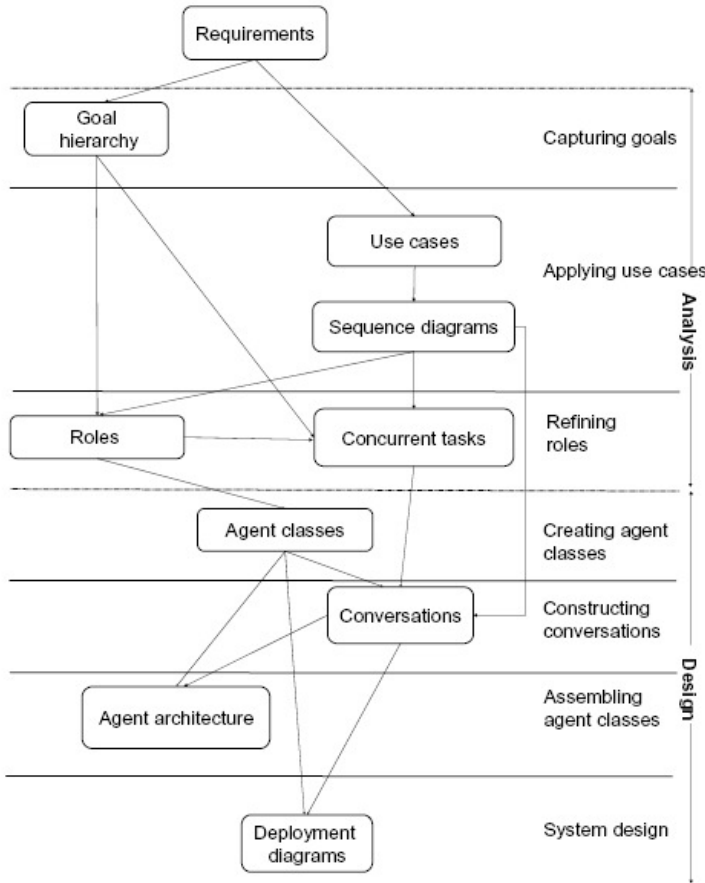 Requirements
Goal
hierarchy
Capturing goals
Use cases
Applying use cases
Sequence diagrams
Analysis
Roles
Concurrent tasks
Refining
roles
Agent classes
Creating agent
classes
Conversations
Constructing
conversations
Design
Agent architecture
Assembling
agent classes
Deployment
diagrams
System design